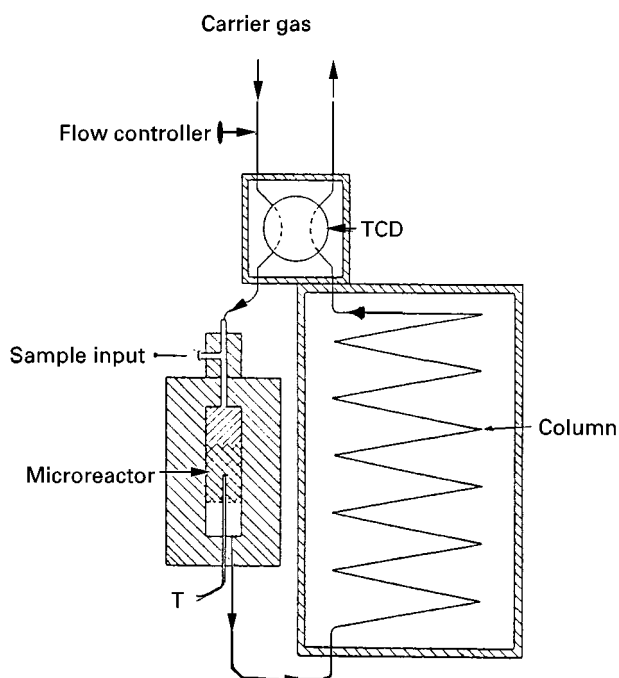 Carrier gas
Flow controller
TCD
Sample input
Column
Microreactor
T